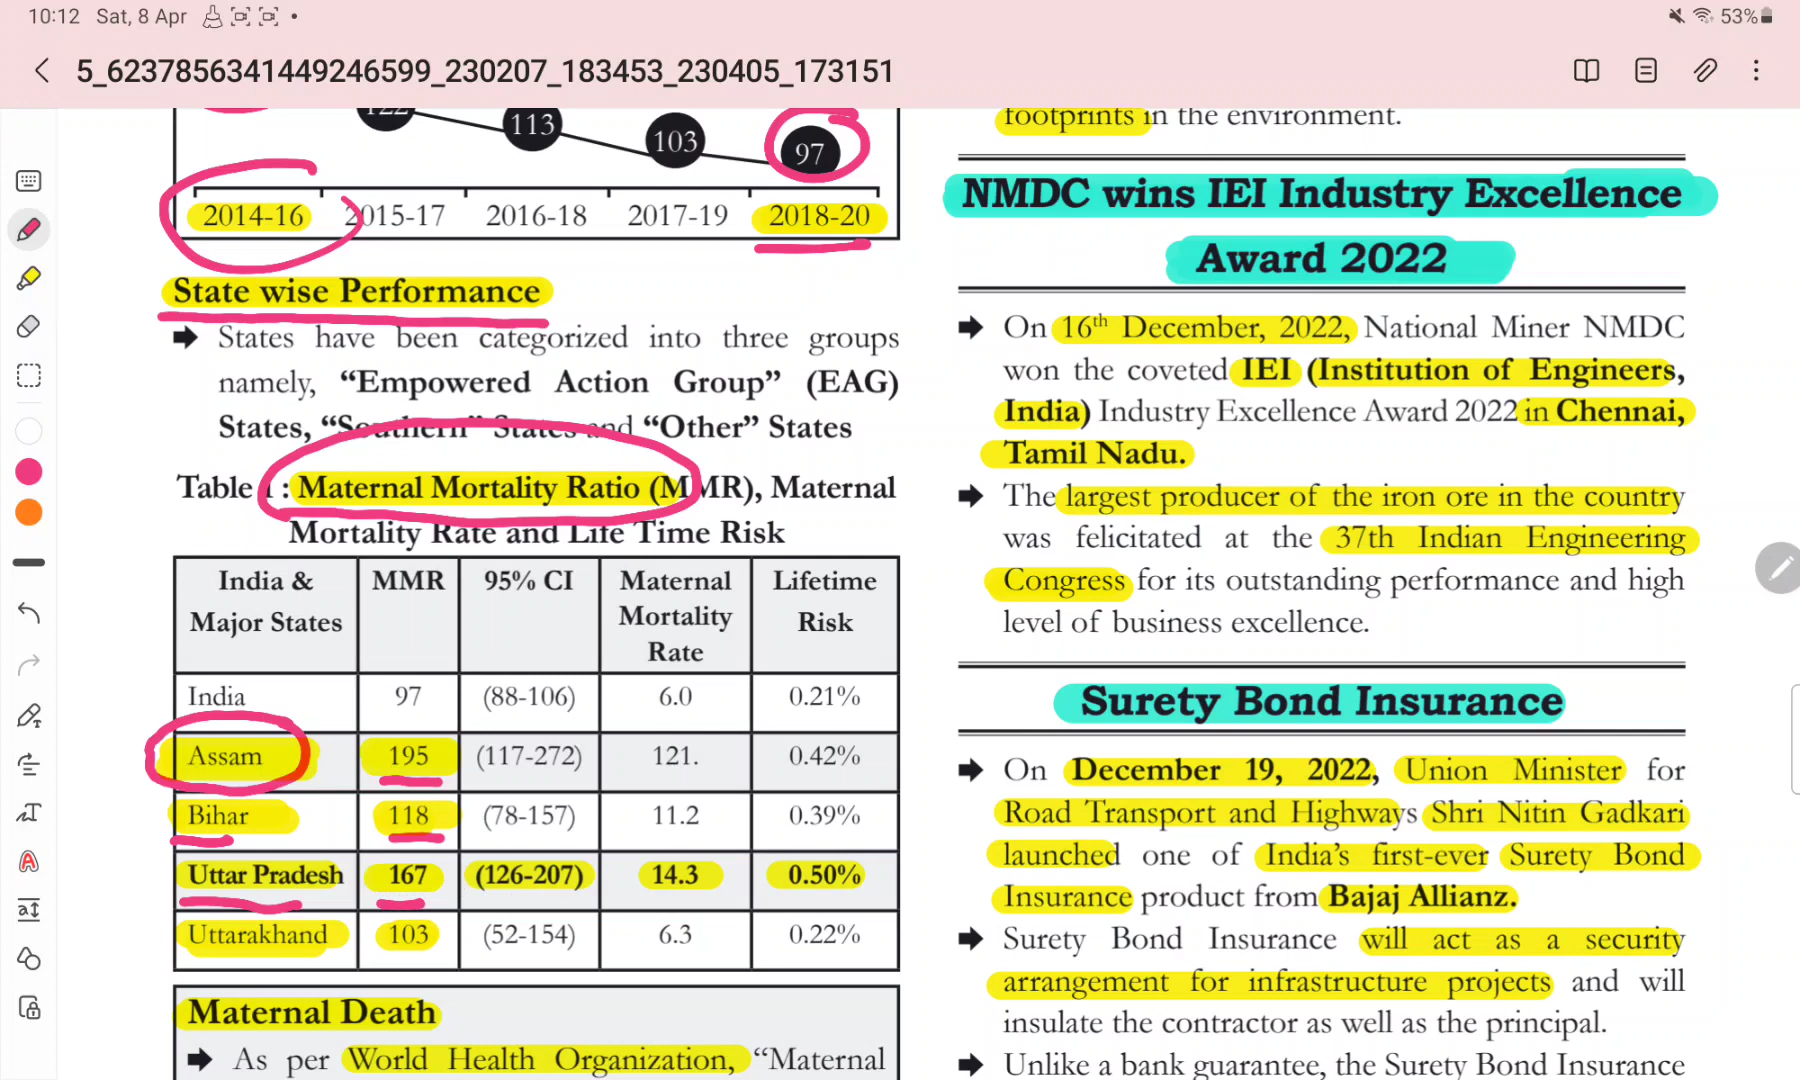 10:12 Sat, 8 Apr
53%
5_6237856341449246599_230207_183453_230405_173151
122
113
103
97
2014-16 2015-17 2016-18 2017-19 2018-20
State wise Performance
States have been categorized into three groups
namely, “Empowered Action Group” (EAG)
States, “Southern” States and “Other” States
Table 1: Maternal Mortality Ratio (MMR), Maternal
Mortality Rate and Life Time Risk
India & Major States MMR 95% CI Maternal Mortality Rate Lifetime Risk
India 97 (88-106) 6.0 0.21%
Assam 195 (117-272) 121. 0.42%
Bihar 118 (78-157) 11.2 0.39%
Uttar Pradesh 167 (126-207) 14.3 0.50%
Uttarakhand 103 (52-154) 6.3 0.22%
Maternal Death
As per World Health Organization, “Maternal
footprints in the environment.
NMDC wins IEI Industry Excellence
Award 2022
On 16th December, 2022, National Miner NMDC
won the coveted IEI (Institution of Engineers,
India) Industry Excellence Award 2022 in Chennai,
Tamil Nadu.
The largest producer of the iron ore in the country
was felicitated at the 37th Indian Engineering
Congress for its outstanding performance and high
level of business excellence.
Surety Bond Insurance
On December 19, 2022, Union Minister for
Road Transport and Highways Shri Nitin Gadkari
launched one of India’s first-ever Surety Bond
Insurance product from Bajaj Allianz.
Surety Bond Insurance will act as a security
arrangement for infrastructure projects and will
insulate the contractor as well as the principal.
Unlike a bank guarantee, the Surety Bond Insurance